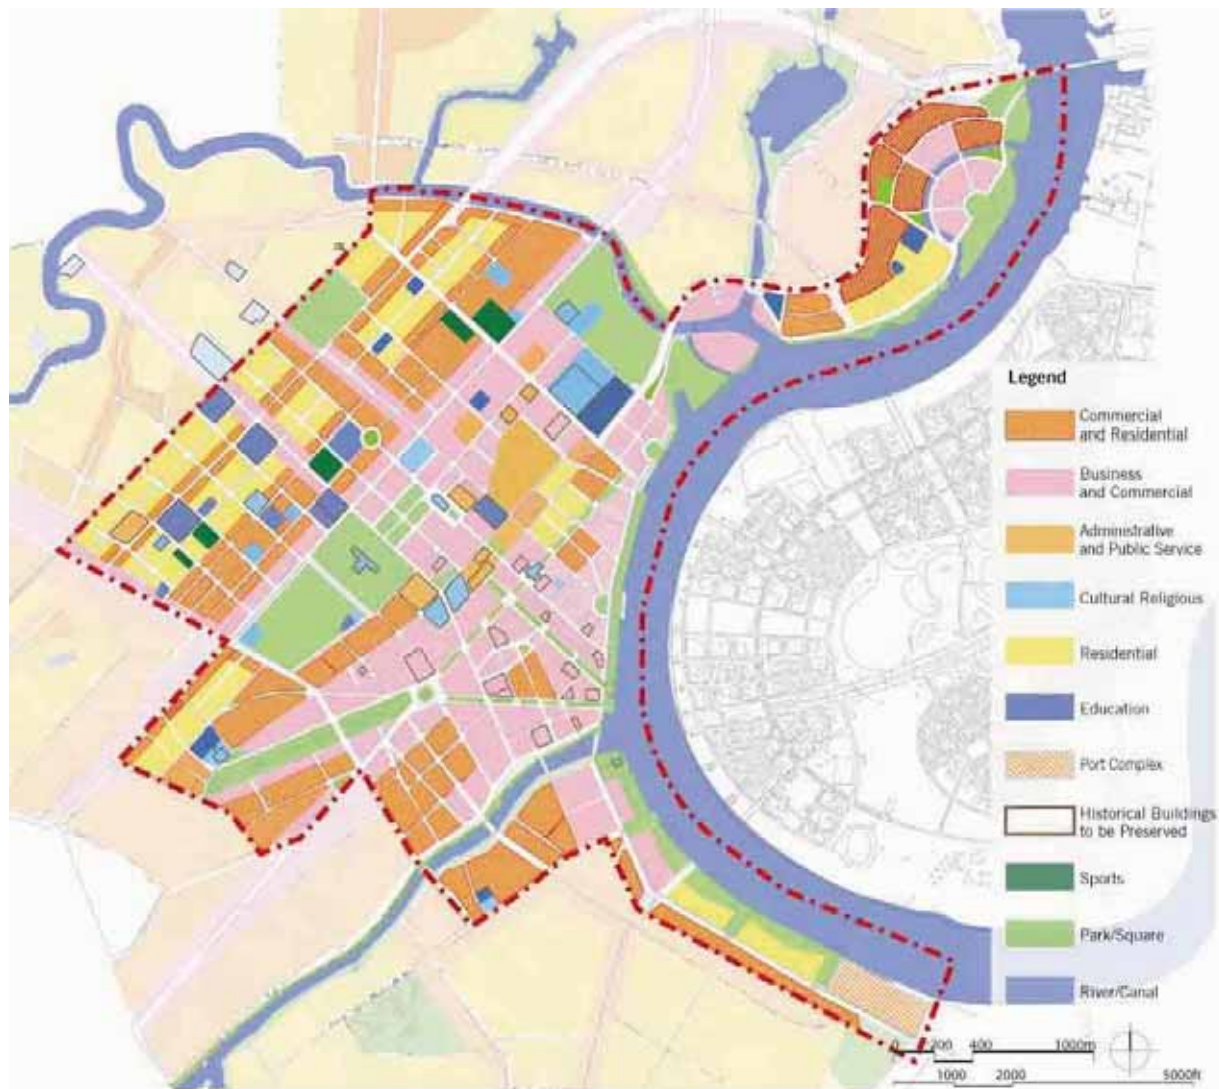 Legend
Commercial
and Residential
Business
and Commercial
Administrative
and Public Service
Cultural Religious
Residential
Education
Port Complex
Historical Buildings
to be Preserved
Sports
Park/Square
River/Canal
0 200 400 1000m
1000 2000 5000ft